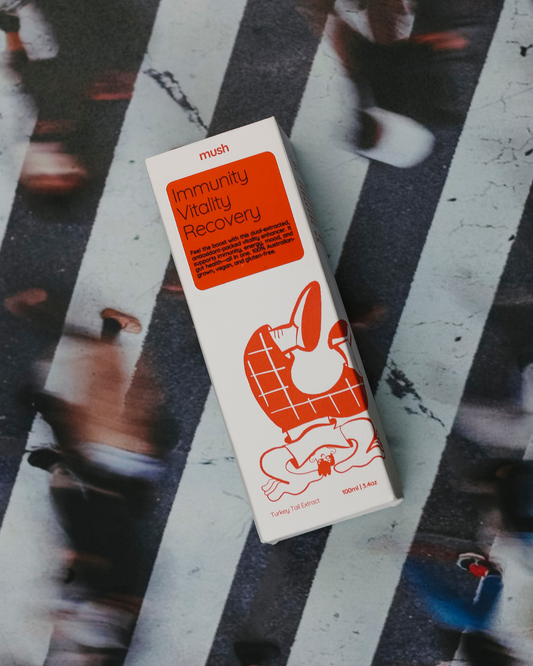 mush
Immunity
Vitality
Recovery
Feel the boost with this dual-extracted,
antioxidant-packed vitality enhancer. It
supports immunity, energy, mood, and
gut health—all in one. 100% Australian-
grown, vegan, and gluten-free.
Turkey Tail Extract
100ml | 3.4oz